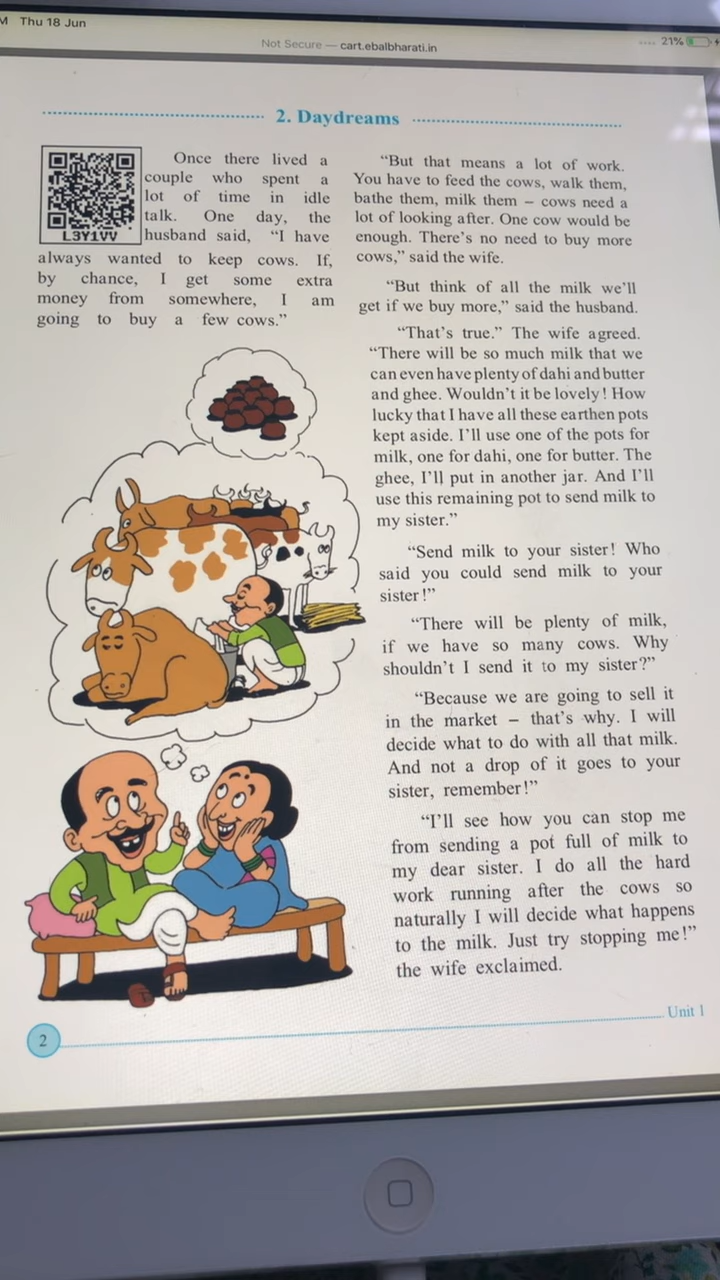 M Thu 18 Jun
Not Secure — cart.ebalbharati.in
21%
2. Daydreams
L3Y1VV
Once there lived a
couple who spent a
lot of time in idle
talk. One day, the
husband said, “I have
always wanted to keep cows. If,
by chance, I get some extra
money from somewhere, I am
going to buy a few cows.”
“But that means a lot of work.
You have to feed the cows, walk them,
bathe them, milk them – cows need a
lot of looking after. One cow would be
enough. There’s no need to buy more
cows,” said the wife.
“But think of all the milk we’ll
get if we buy more,” said the husband.
“That’s true.” The wife agreed.
“There will be so much milk that we
can even have plenty of dahi and butter
and ghee. Wouldn’t it be lovely! How
lucky that I have all these earthen pots
kept aside. I’ll use one of the pots for
milk, one for dahi, one for butter. The
ghee, I’ll put in another jar. And I’ll
use this remaining pot to send milk to
my sister.”
“Send milk to your sister! Who
said you could send milk to your
sister!”
“There will be plenty of milk,
if we have so many cows. Why
shouldn’t I send it to my sister?”
“Because we are going to sell it
in the market – that’s why. I will
decide what to do with all that milk.
And not a drop of it goes to your
sister, remember!”
“I’ll see how you can stop me
from sending a pot full of milk to
my dear sister. I do all the hard
work running after the cows so
naturally I will decide what happens
to the milk. Just try stopping me!”
the wife exclaimed.
2
Unit 1